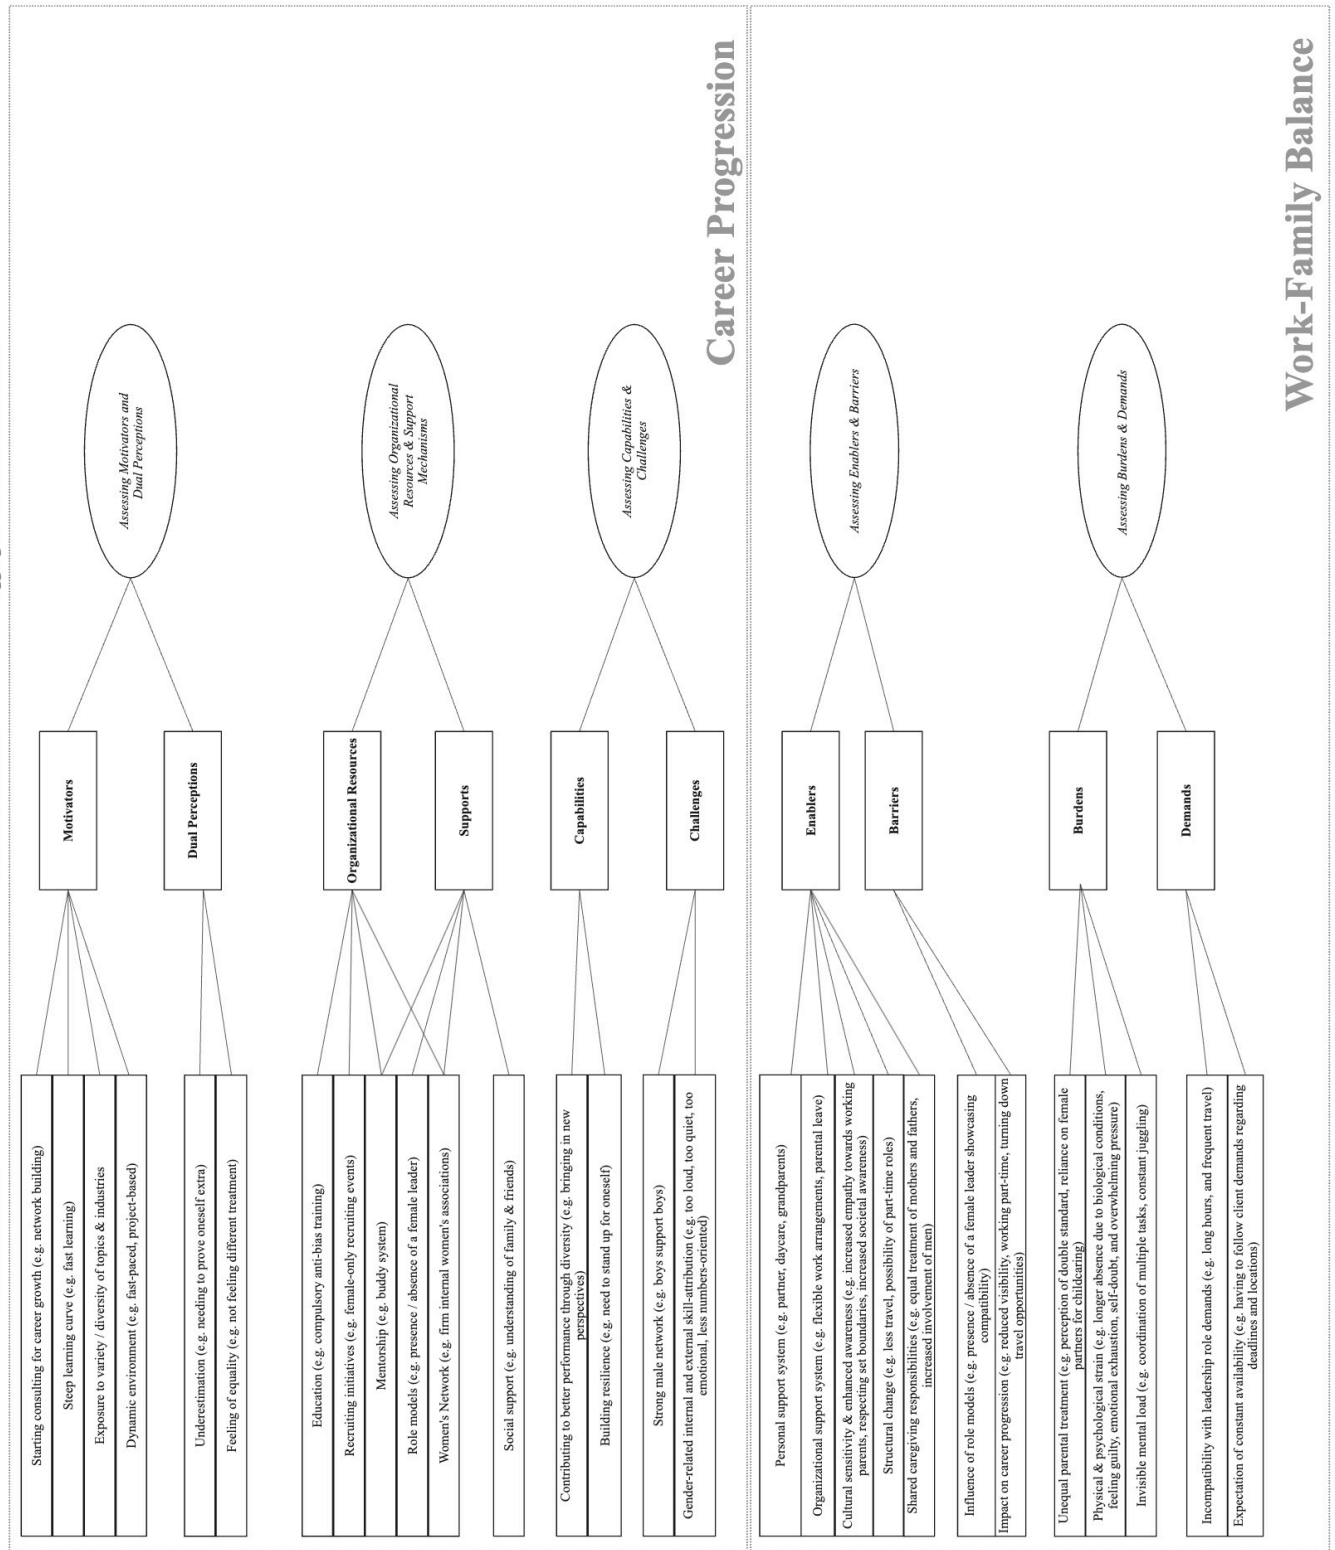 Starting consulting for career growth (e.g. network building)
Steep learning curve (e.g. fast learning)
Exposure to variety / diversity of topics & industries
Dynamic environment (e.g. fast-paced, project-based)
Underestimation (e.g. needing to prove oneself extra)
Feeling of equality (e.g. not feeling different treatment)
Education (e.g. compulsory anti-bias training)
Recruiting initiatives (e.g. female-only recruiting events)
Mentorship (e.g. buddy system)
Role models (e.g. presence / absence of a female leader)
Women's Network (e.g. firm internal women's associations)
Social support (e.g. understanding of family & friends)
Contributing to better performance through diversity (e.g. bringing in new
perspectives)
Building resilience (e.g. need to stand up for oneself)
Strong male network (e.g. boys support boys)
Gender-related internal and external skill-attribution (e.g. too loud, too quiet, too
emotional, less numbers-oriented)
Motivators
Dual Perceptions
Organizational Resources
Supports
Capabilities
Challenges
Assessing Motivators and
Dual Perceptions
Assessing Organizational
Resources & Support
Mechanisms
Assessing Capabilities &
Challenges
Career Progression
Personal support system (e.g. partner, daycare, grandparents)
Organizational support system (e.g. flexible work arrangements, parental leave)
Cultural sensitivity & enhanced awareness (e.g. increased empathy towards working
parents, respecting set boundaries, increased societal awareness)
Structural change (e.g. less travel, possibility of part-time roles)
Shared caregiving responsibilities (e.g. equal treatment of mothers and fathers,
increased involvement of men)
Influence of role models (e.g. presence / absence of a female leader showcasing
compatibility)
Impact on career progression (e.g. reduced visibility, working part-time, turning down
travel opportunities)
Unequal parental treatment (e.g. perception of double standard, reliance on female
partners for childcearing)
Physical & psychological strain (e.g. longer absence due to biological conditions,
feeling guilty, emotional exhaustion, self-doubt, and overwhelming pressure)
Invisible mental load (e.g. coordination of multiple tasks, constant juggling)
Incompatibility with leadership role demands (e.g. long hours, and frequent travel)
Expectation of constant availability (e.g. having to follow client demands regarding
deadlines and locations)
Enablers
Barriers
Burdens
Demands
Assessing Enablers & Barriers
Assessing Burdens & Demands
Work-Family Balance